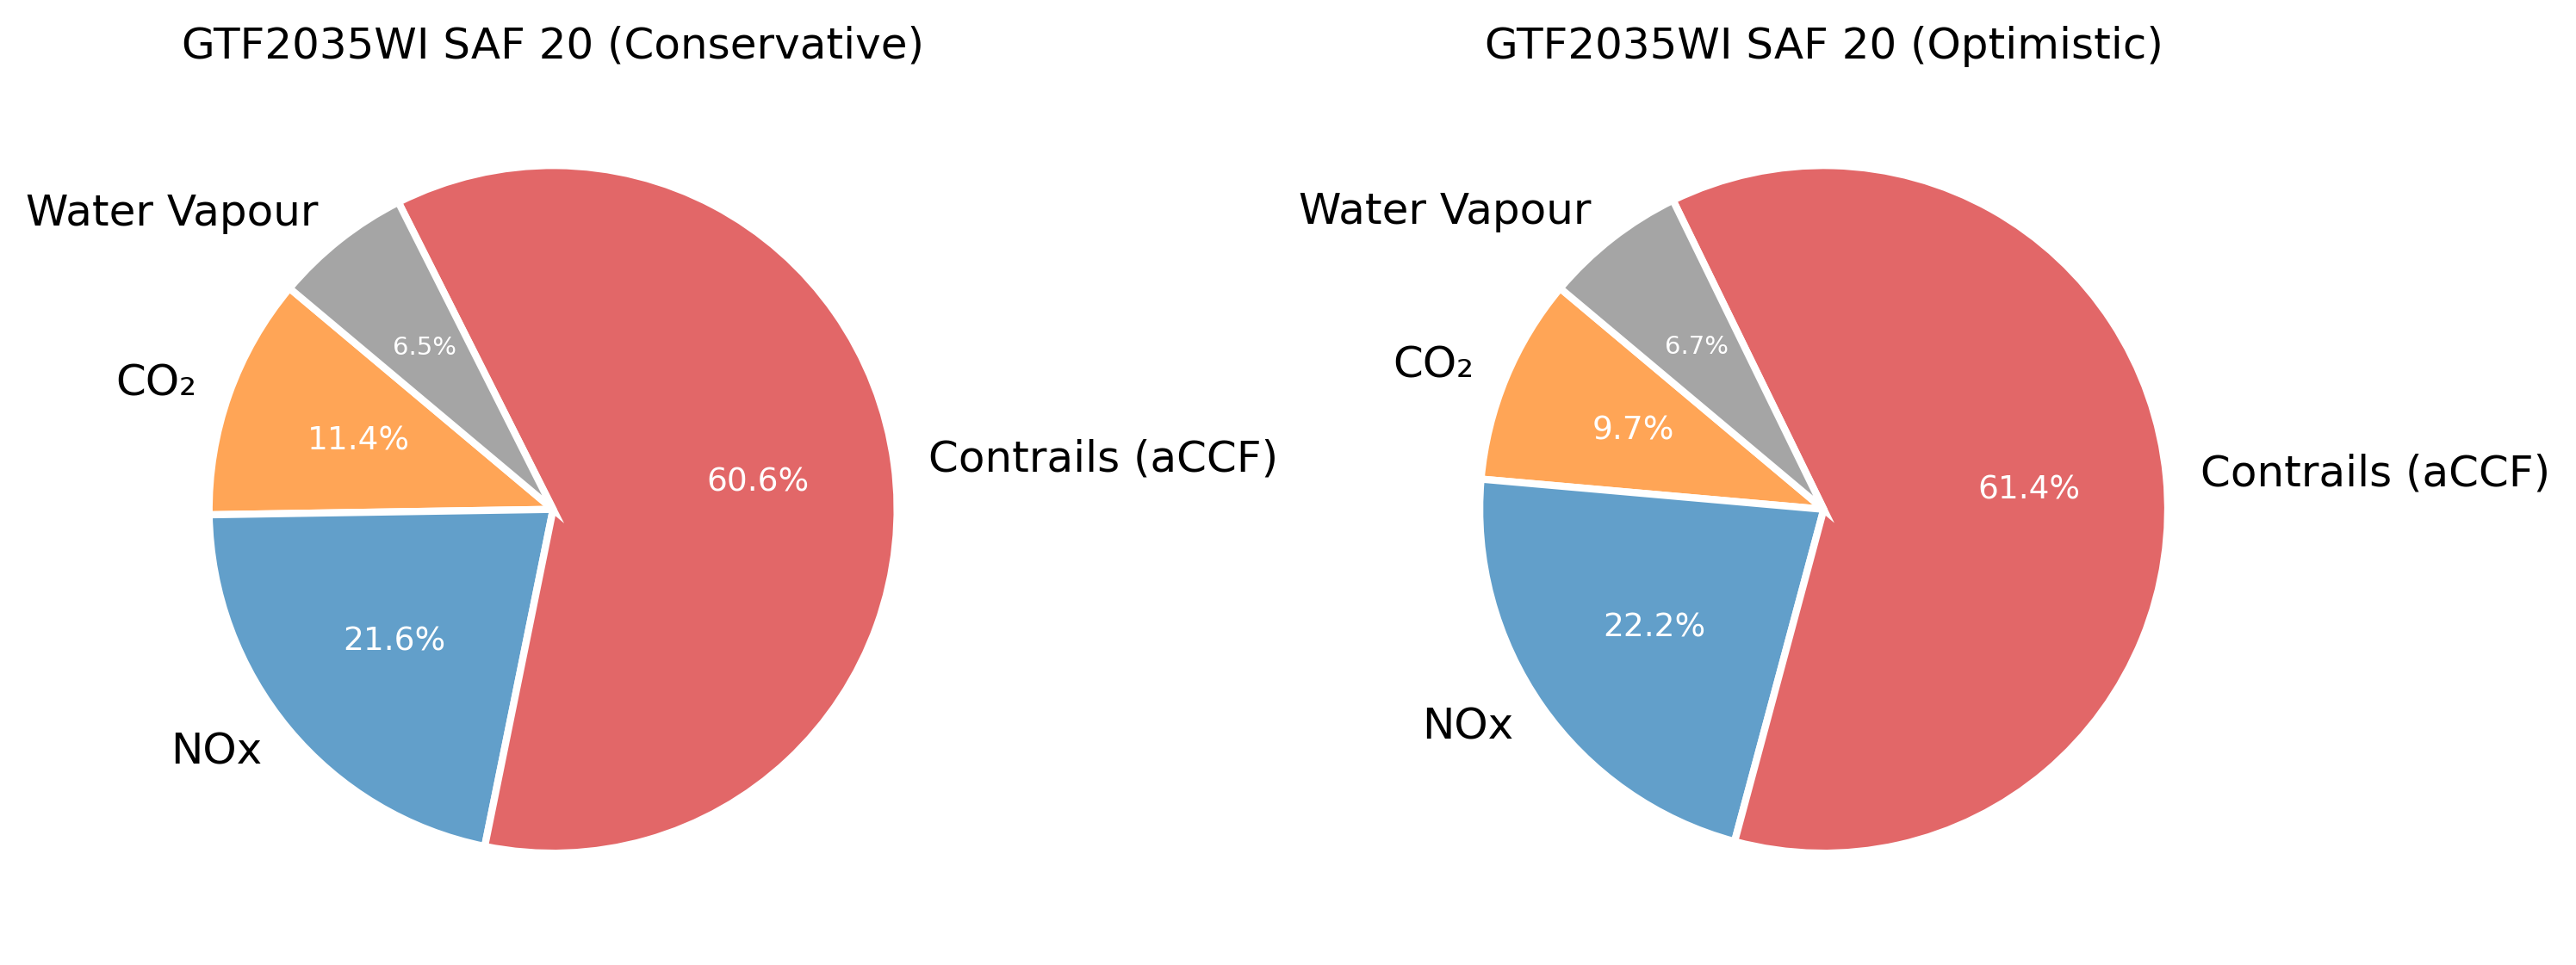 GTF2035WI SAF 20 (Conservative)
Water Vapour
6.5%
CO₂
11.4%
60.6%
Contrails (aCCF)
21.6%
NOx
GTF2035WI SAF 20 (Optimistic)
Water Vapour
6.7%
CO₂
9.7%
61.4%
Contrails (aCCF)
22.2%
NOx